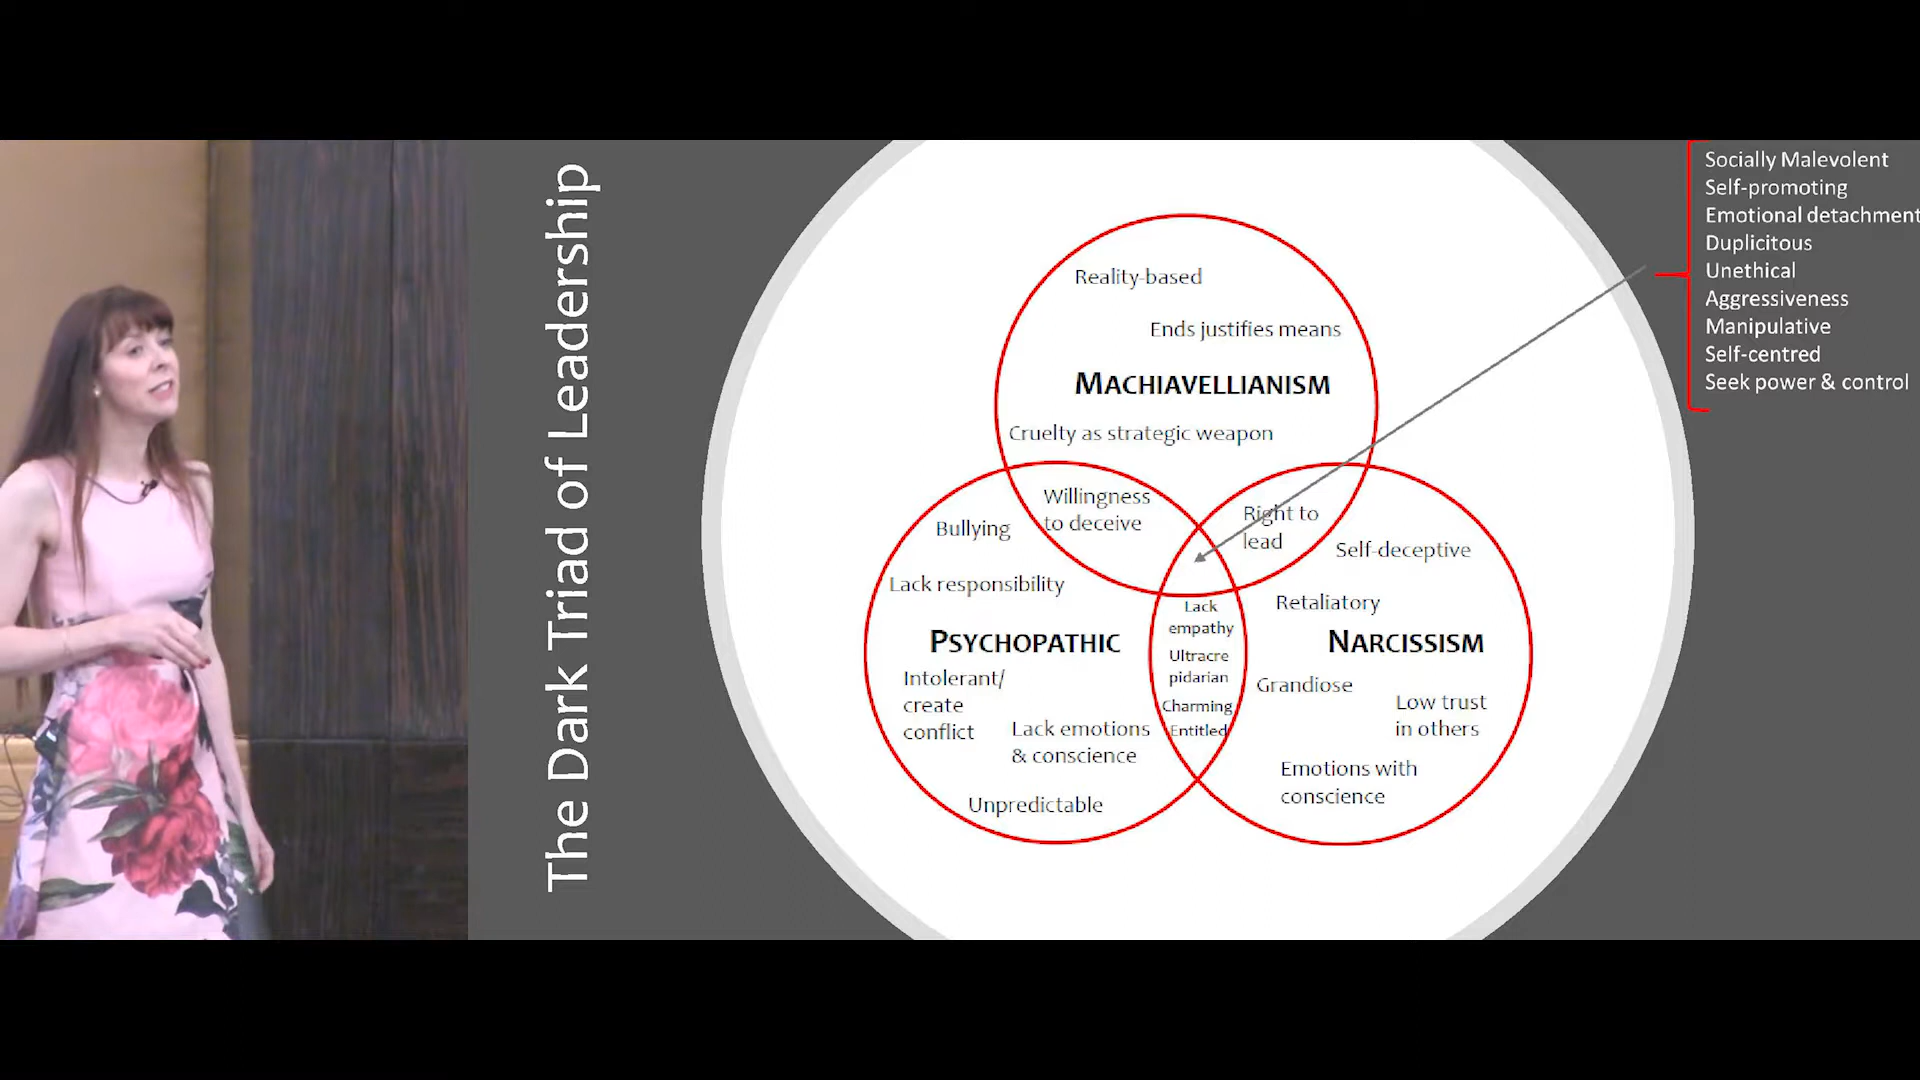 The Dark Triad of Leadership
Reality-based
Ends justifies means
MACHIAVELLIANISM
Cruelty as strategic weapon
Willingness
to deceive
Right to
lead
Bullying
Lack responsibility
PSYCHOPATHIC
Intolerant/
create
conflict
Lack emotions
& conscience
Unpredictable
Lack
empathy
Ultracre
pidarian
Charming
Entitled
Self-deceptive
Retaliatory
NARCISSISM
Grandiose
Low trust
in others
Emotions with
conscience
Socially Malevolent
Self-promoting
Emotional detachment
Duplicitous
Unethical
Aggressiveness
Manipulative
Self-centred
Seek power & control